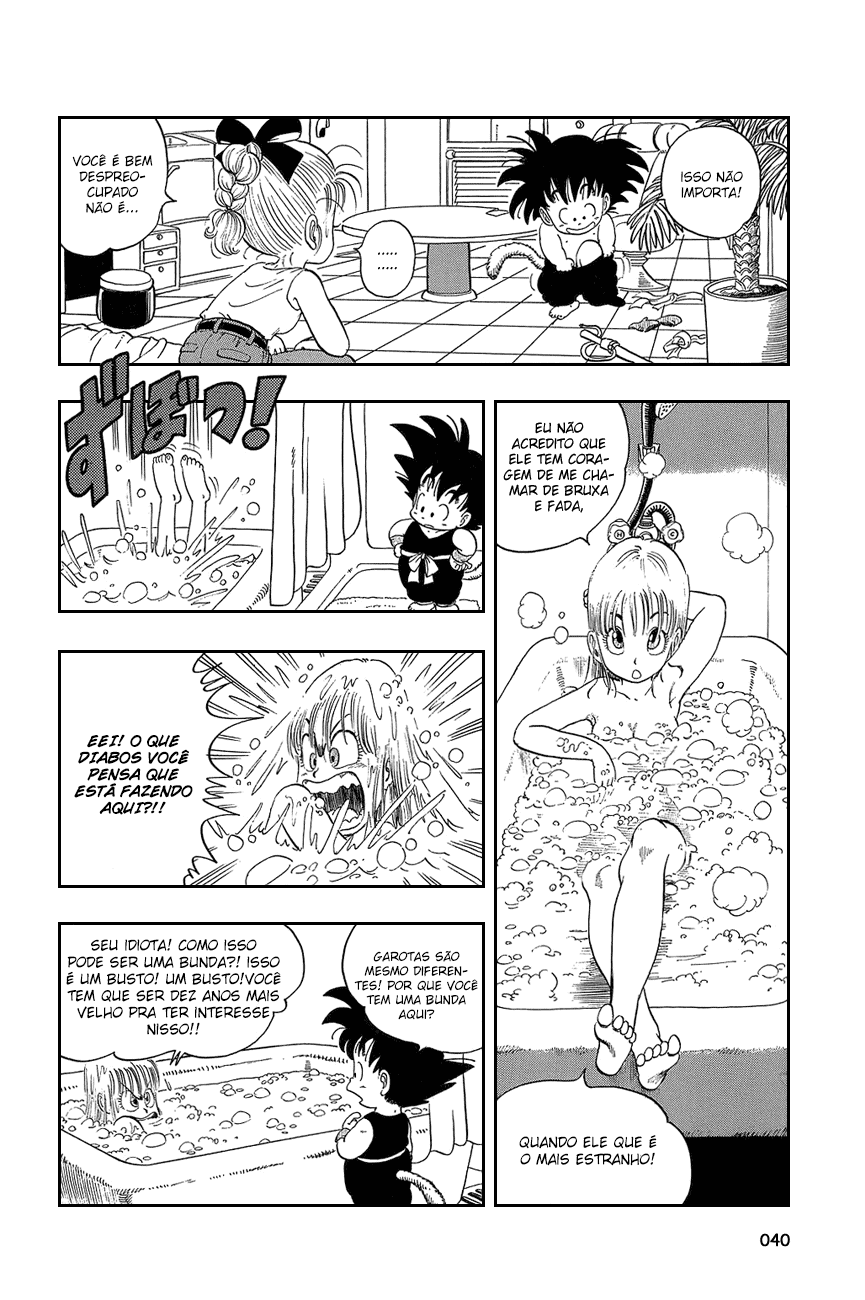 ISSO NÃO
IMPORTA!
.....
.....
VOCÊ É BEM
DESPREO-
CUPADO
NÃO É...
EU NÃO
ACREDITO QUE
ELE TEM CORA-
GEM DE ME CHA-
MAR DE BRUXA
E FADA,
QUANDO ELE QUE É
O MAIS ESTRANHO!
ずぼっ!
EEI! O QUE
DIABOS VOCÊ
PENSA QUE
ESTÁ FAZENDO
AQUI?!!
GAROTAS SÃO
MESMO DIFEREN-
TES! POR QUE VOCÊ
TEM UMA BUNDA
AQUI?
SEU IDIOTA! COMO ISSO
PODE SER UMA BUNDA?! ISSO
É UM BUSTO! UM BUSTO!VOCÊ
TEM QUE SER DEZ ANOS MAIS
VELHO PRA TER INTERESSE
NISSO!!
040